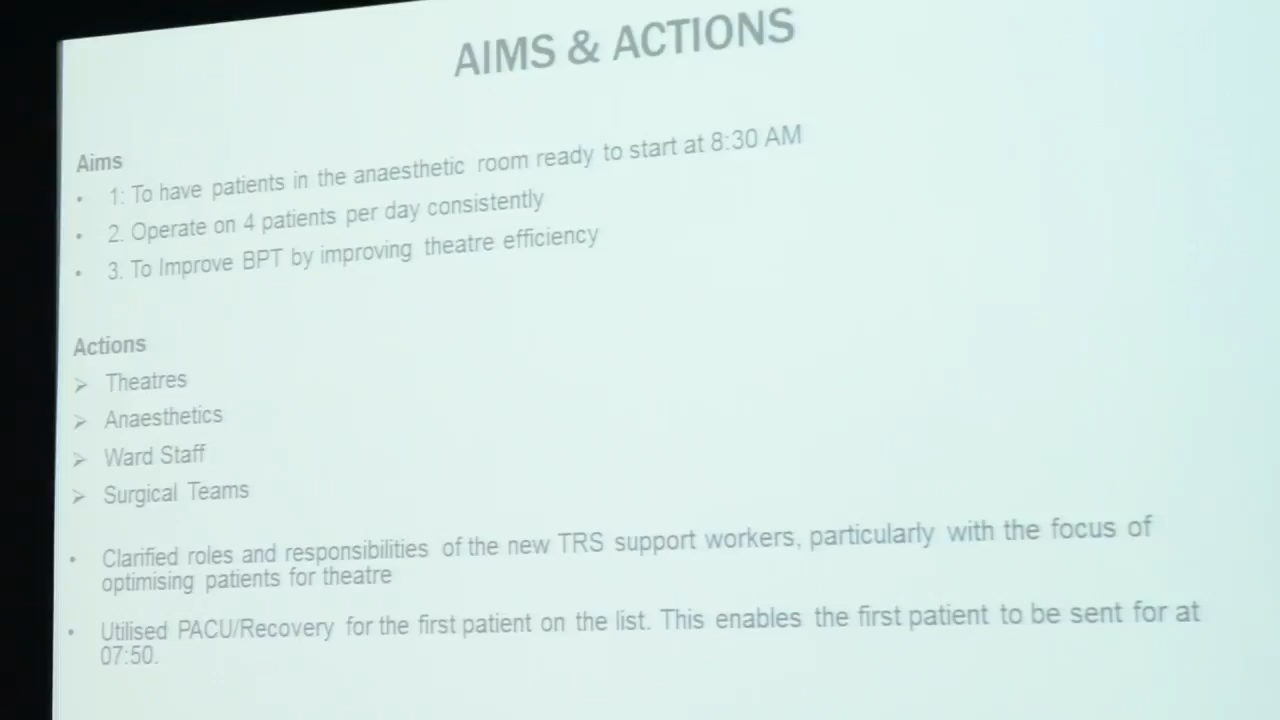 AIMS & ACTIONS
Aims
• 1: To have patients in the anaesthetic room ready to start at 8:30 AM
• 2. Operate on 4 patients per day consistently
• 3. To Improve BPT by improving theatre efficiency
Actions
➢ Theatres
➢ Anaesthetics
➢ Ward Staff
➢ Surgical Teams
• Clarified roles and responsibilities of the new TRS support workers, particularly with the focus of
optimising patients for theatre
• Utilised PACU/Recovery for the first patient on the list. This enables the first patient to be sent for at
07:50.